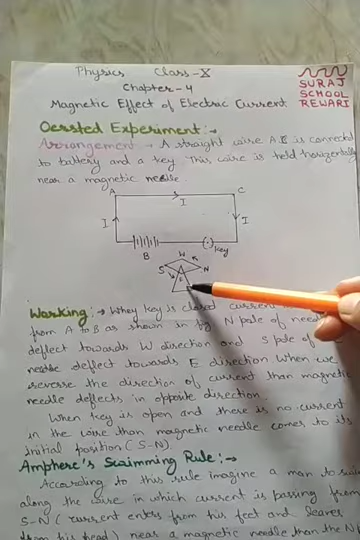 Physics Class-X
SURAJ
SCHOOL
REWARI
Chapter-4
Magnetic Effect of Electric Current
Oersted Experiment:-
Arrangement - A straight wire AC is connected
to battery and a key This wire is held horizontally
near a magnetic needle.
A C
I
I I
B key
W
S N
E
Working:→ When key is closed current
from A to B as shown in fig N pole of needle
deflect towards W direction and S pole of
needle deflect towards E direction When we
reverse the direction of current than magnetic
needle deflects in opposite direction.
When key is open and there is no current
in the wire than magnetic needle comes to its
initial position (S-N)
Amphere's Swimming Rule:→
According to this rule imagine a man to swim
along the wire in which current is passing from
S-N (current enters from his feet and leaves
from his head) near a magnetic needle than the N